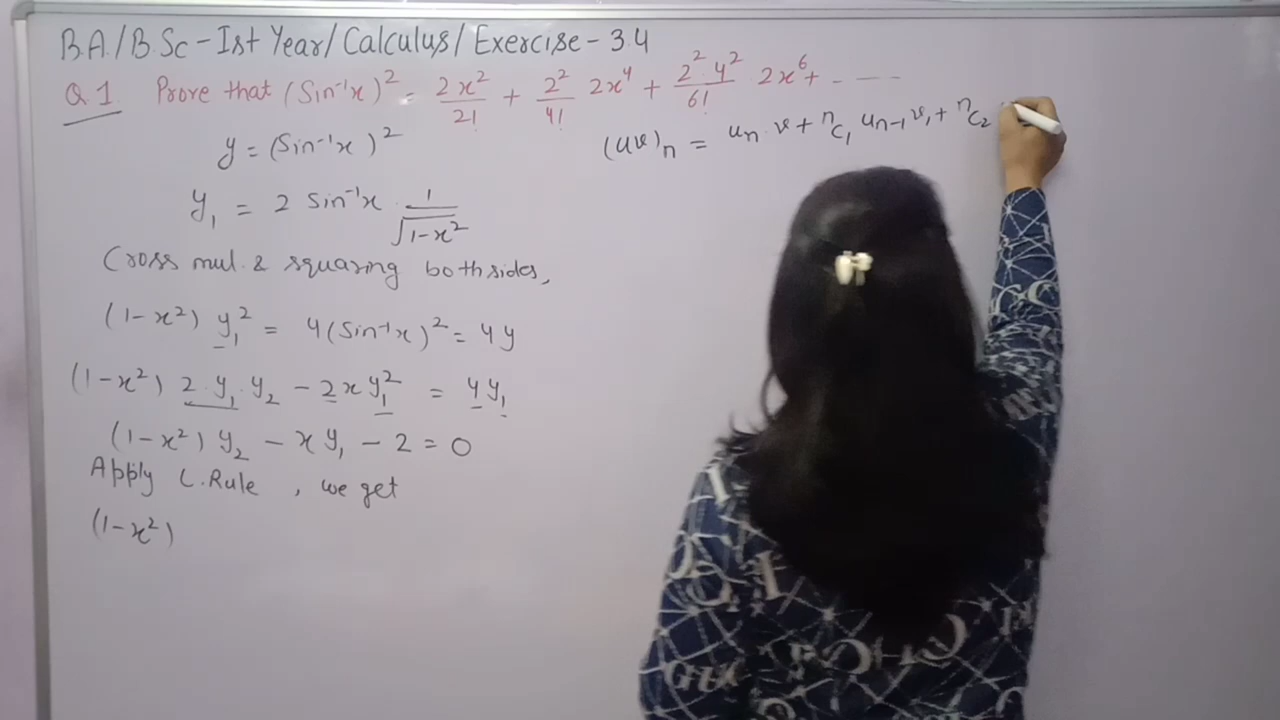 B.A./B.Sc - Ist Year/ Calculus/ Exercise - 3.4
Q.1 Prove that (Sin⁻¹x)² = 2x²/2! + 2²/4! 2x⁴ + 2².4²/6! 2x⁶ + - - - -
y = (Sin⁻¹x)²
y₁ = 2 Sin⁻¹x . 1/√1-x²
Cross mul. & squaring both sides,
(1-x²) y₁² = 4(Sin⁻¹x)² = 4y
(1-x²) 2.y₁.y₂ - 2xy₁² = 4y₁
(1-x²) y₂ - xy₁ - 2 = 0
Apply L.Rule, we get
(1-x²)
(uv)ₙ = uₙ.v + ⁿC₁ uₙ₋₁v₁ + ⁿC₂